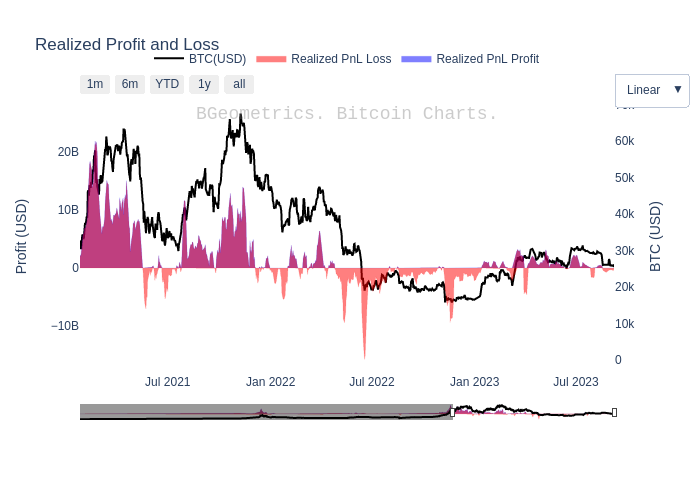 Realized Profit and Loss
BTC(USD) Realized PnL Loss Realized PnL Profit
1m 6m YTD 1y all
Linear ▼
BGeometrics. Bitcoin Charts.
20B
10B
0
−10B
Profit (USD)
60k
50k
40k
30k
20k
10k
0
BTC (USD)
Jul 2021 Jan 2022 Jul 2022 Jan 2023 Jul 2023